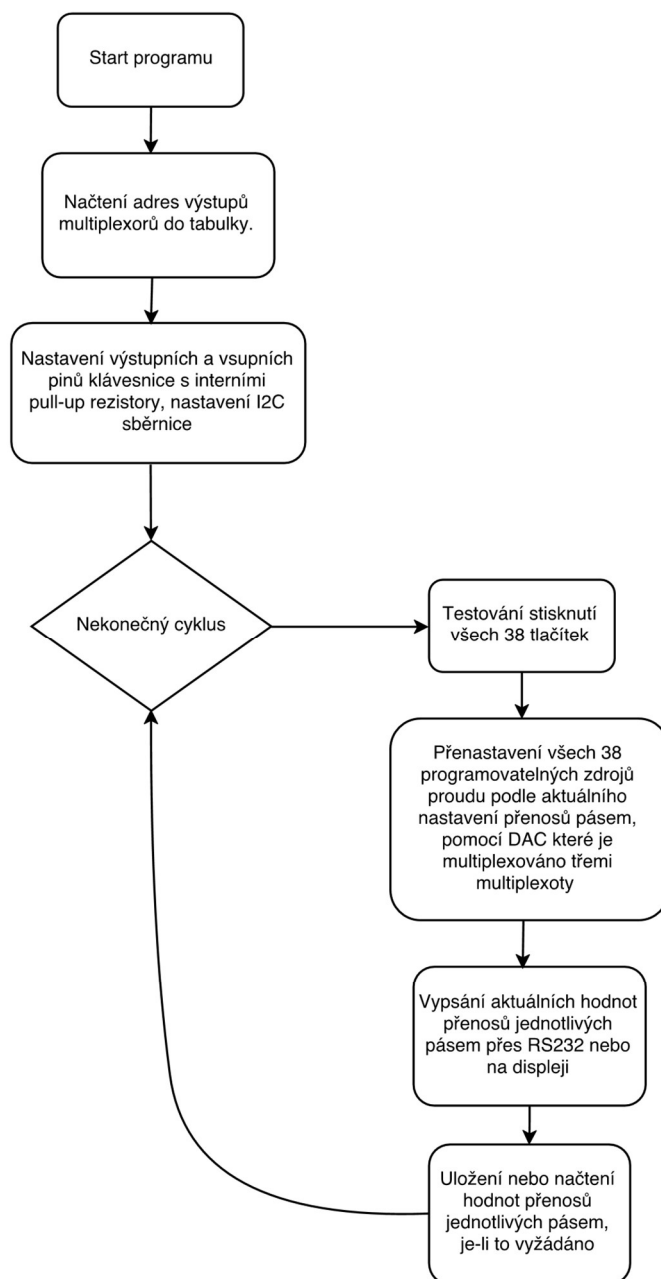 Start programu
Načtení adres výstupů
multiplexorů do tabulky.
Nastavení výstupních a vsupních
pinů klávesnice s interními
pull-up rezistory, nastavení I2C
sběrnice
Nekonečný cyklus
Testování stisknutí
všech 38 tlačítek
Přenastavení všech 38
programovatelných zdrojů
proudu podle aktuálního
nastavení přenosů pásem,
pomocí DAC které je
multiplexováno třemi
multiplexoty
Vypsání aktuálních hodnot
přenosů jednotlivých
pásem přes RS232 nebo
na displeji
Uložení nebo načtení
hodnot přenosů
jednotlivých pásem,
je-li to vyžádáno